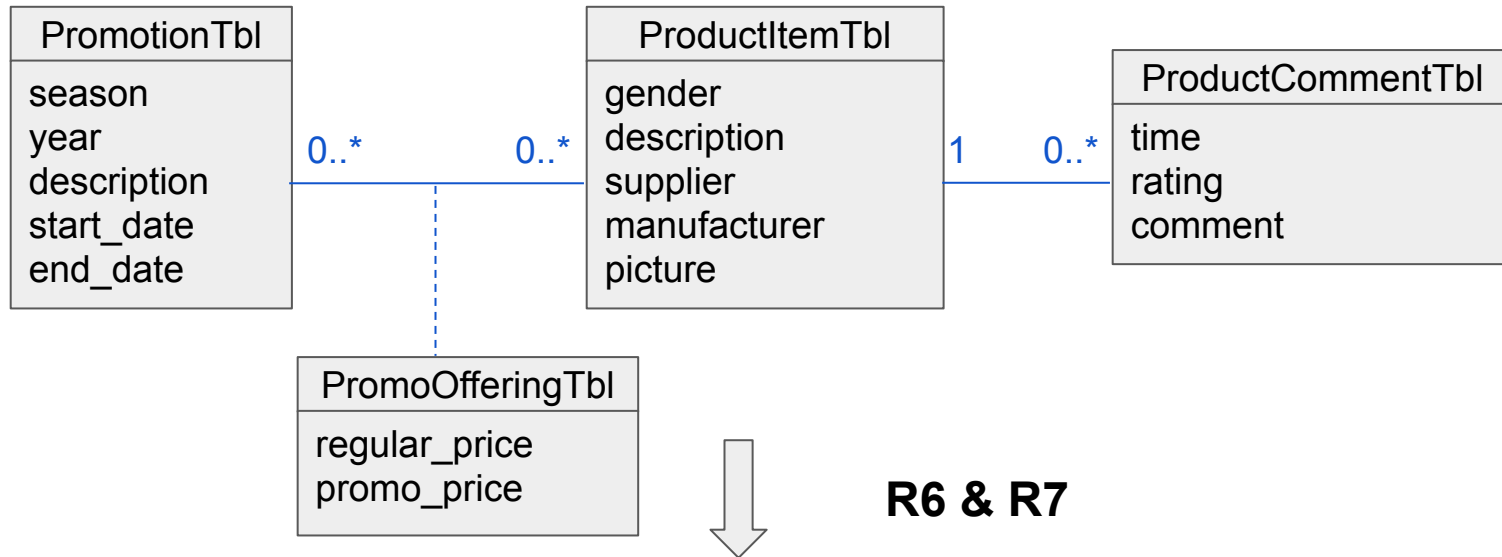 PromotionTbl
season
year
description
start_date
end_date
0..*
0..*
ProductItemTbl
gender
description
supplier
manufacturer
picture
1
0..*
ProductCommentTbl
time
rating
comment
PromoOfferingTbl
regular_price
promo_price
R6 & R7